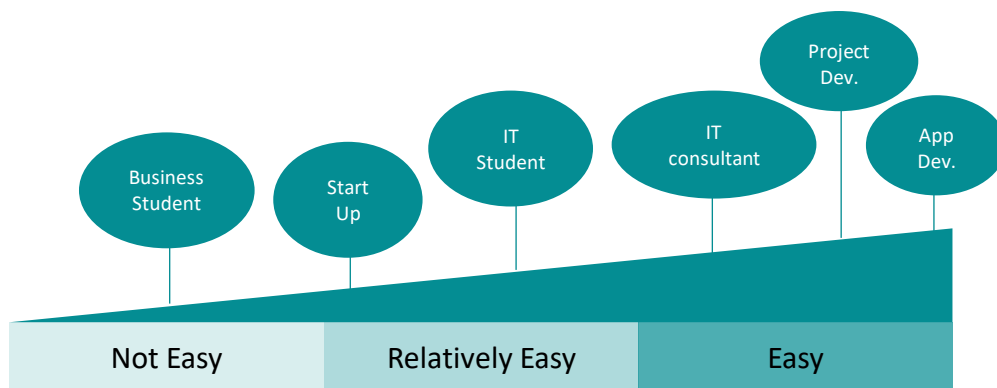 Business
Student
Start
Up
IT
Student
IT
consultant
Project
Dev.
App
Dev.
Not Easy
Relatively Easy
Easy